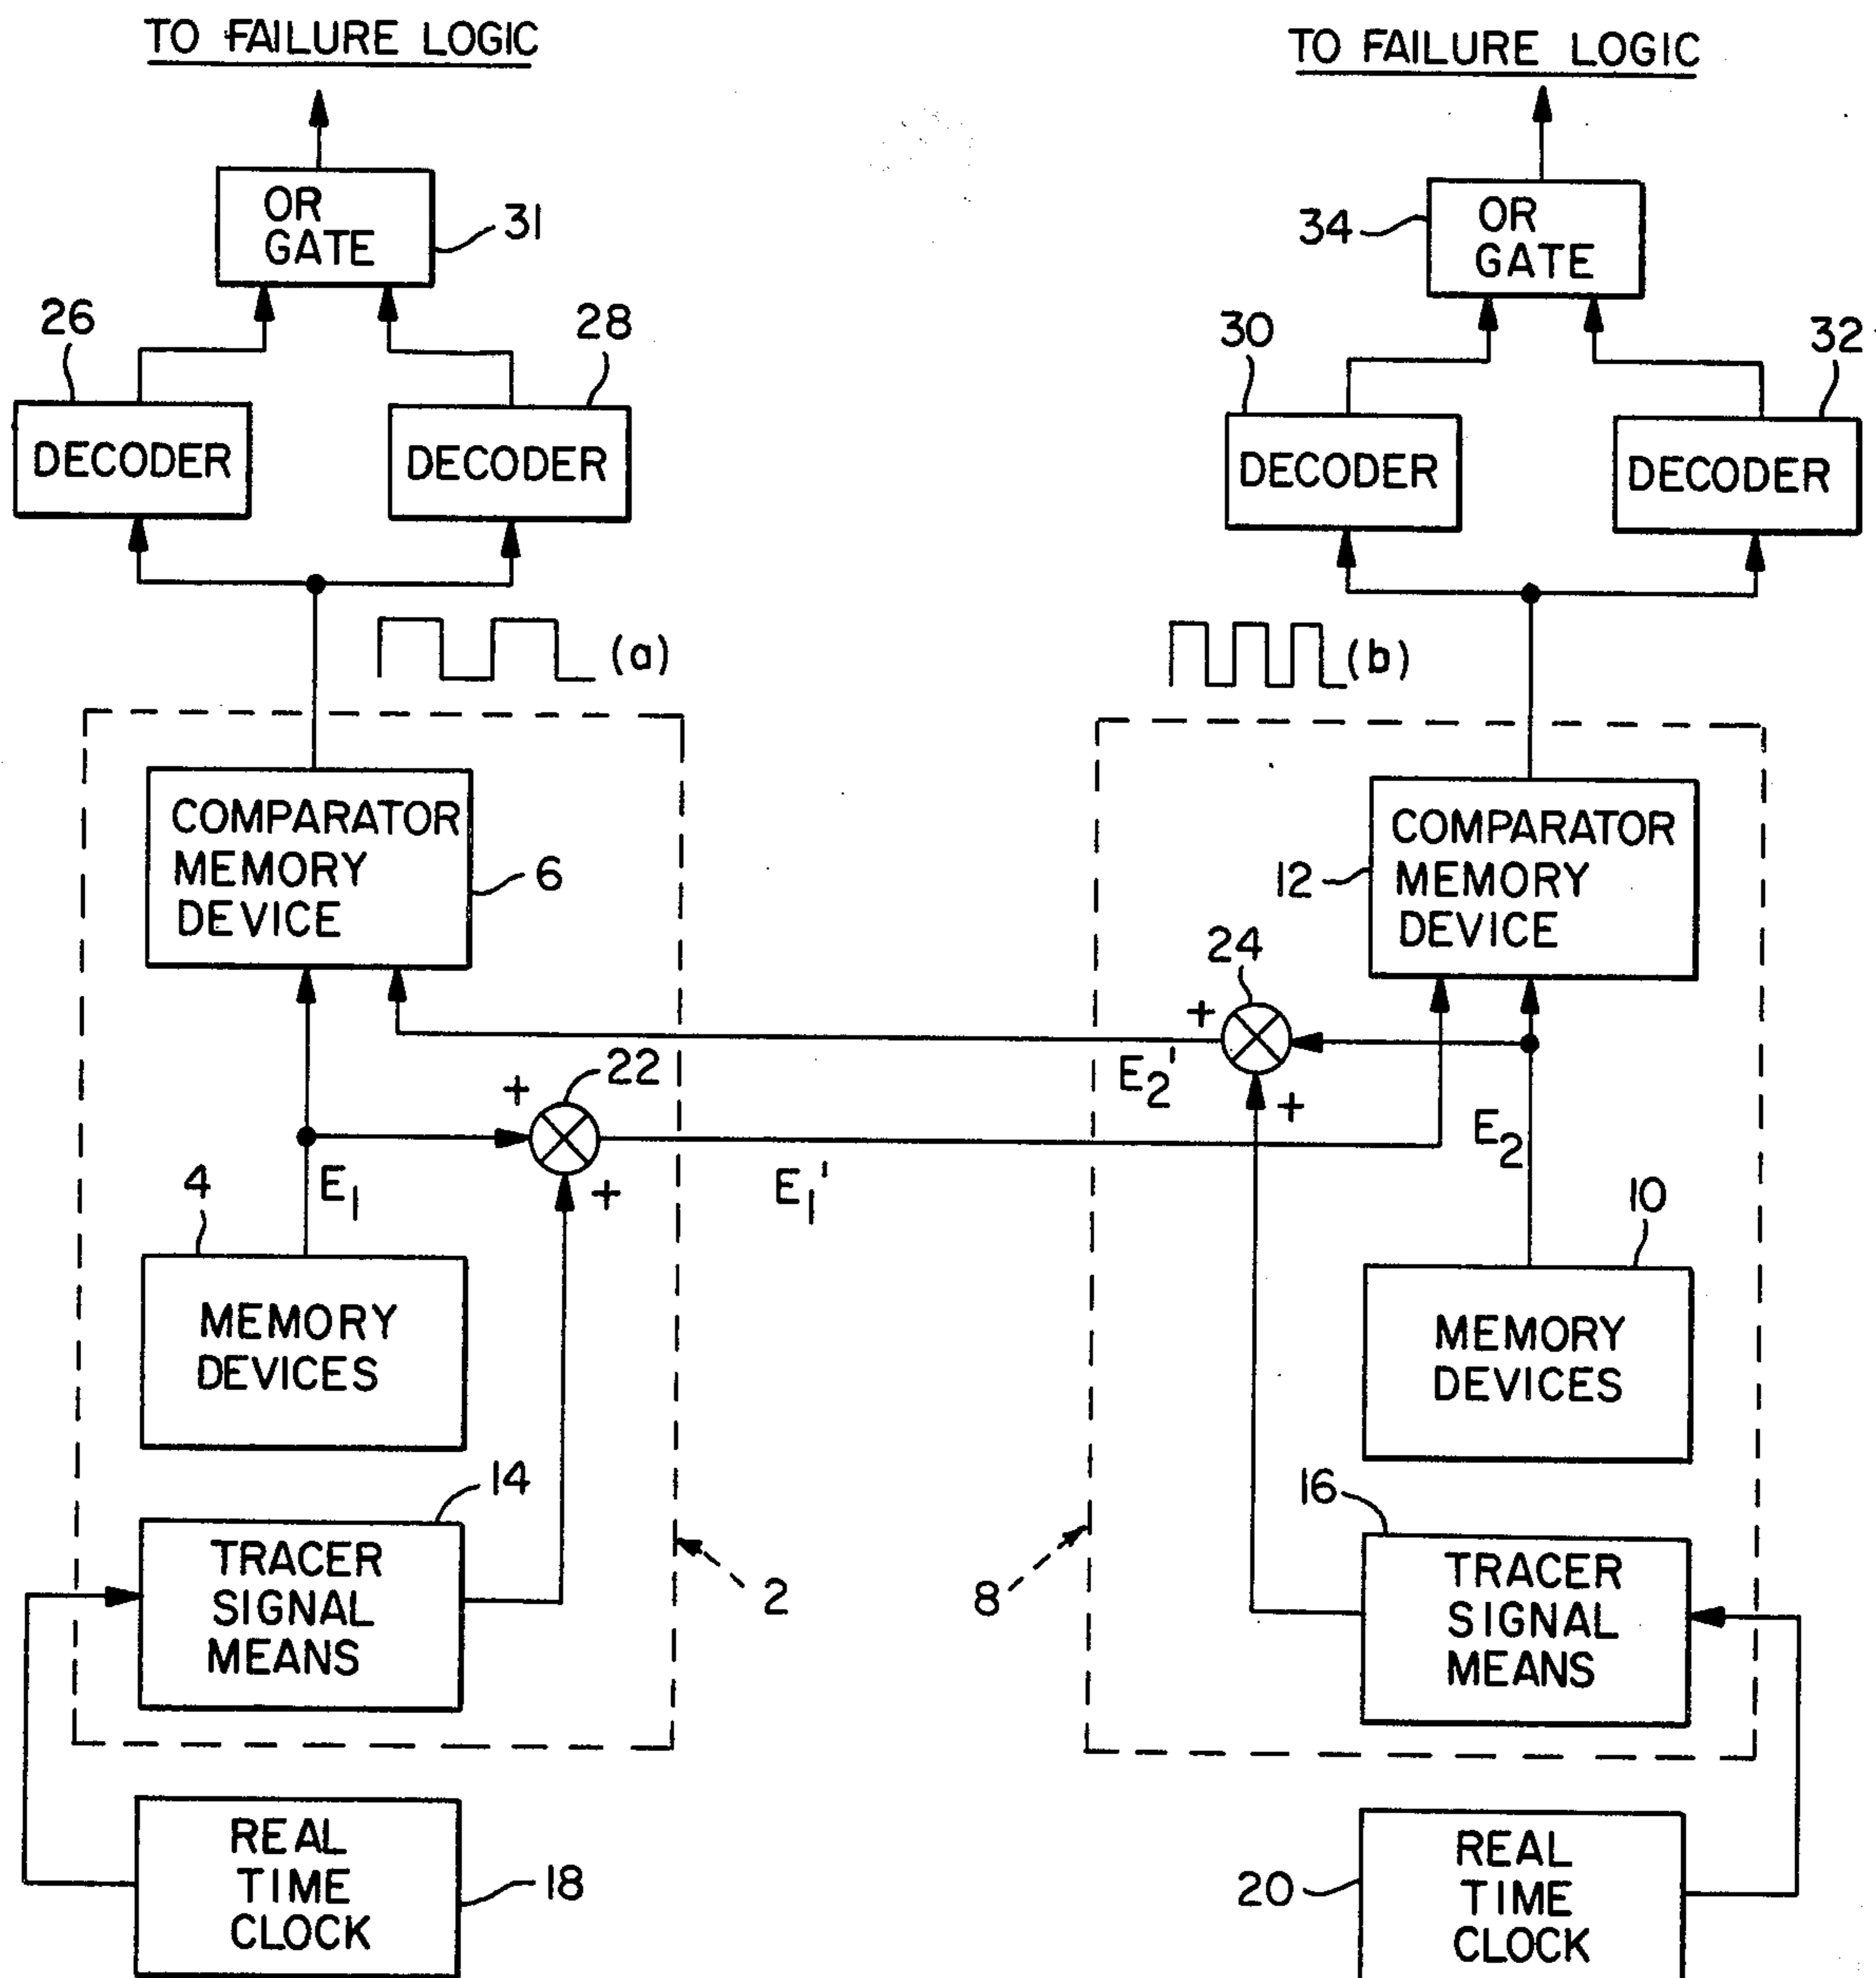 TO FAILURE LOGIC
TO FAILURE LOGIC
OR
GATE
31
34
OR
GATE
26
28
30
32
DECODER
DECODER
DECODER
DECODER
(a)
(b)
COMPARATOR
MEMORY
DEVICE
6
12
COMPARATOR
MEMORY
DEVICE
24
+
+
E2'
22
+
+
E1'
E1
E2
4
10
MEMORY
DEVICES
MEMORY
DEVICES
14
16
TRACER
SIGNAL
MEANS
2
8
TRACER
SIGNAL
MEANS
REAL
TIME
CLOCK
18
20
REAL
TIME
CLOCK